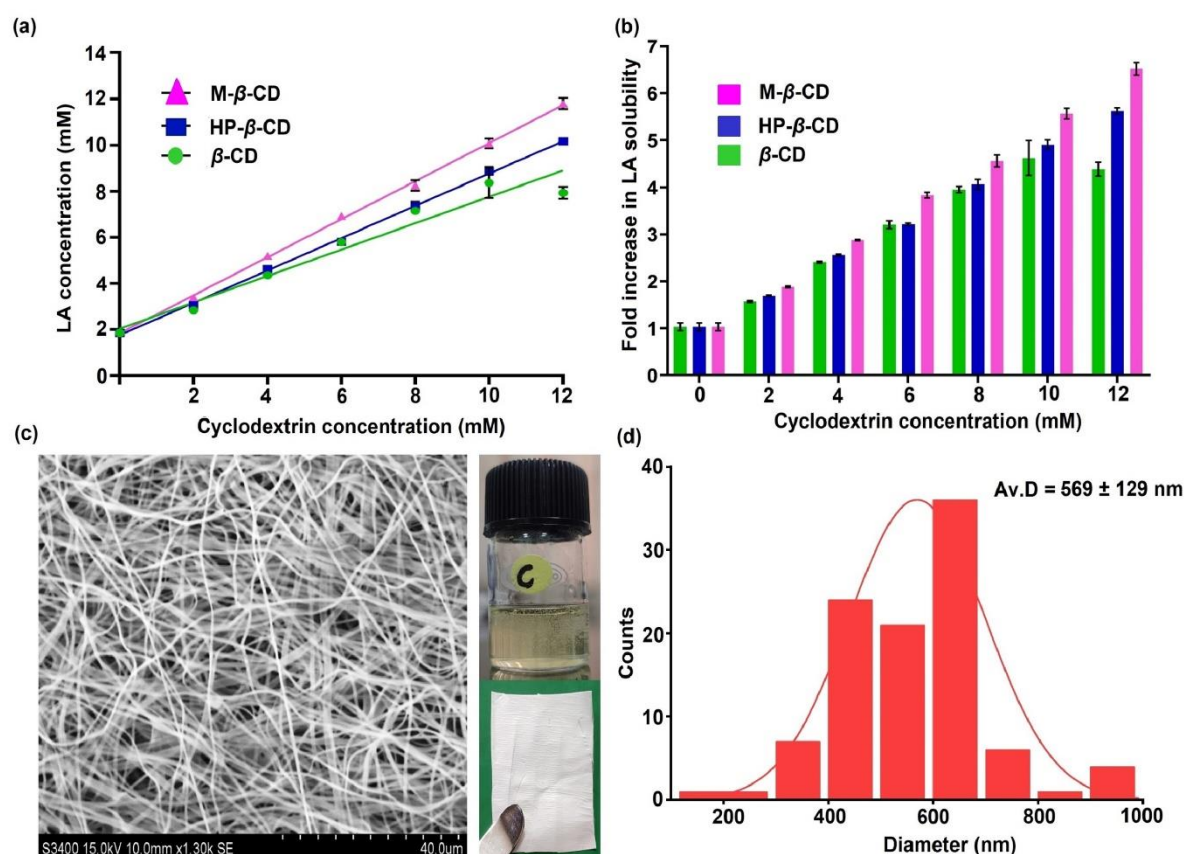 (a)
14
12
10
8
6
4
2
0
LA concentration (mM)
M-β-CD
HP-β-CD
β-CD
2 4 6 8 10 12
Cyclodextrin concentration (mM)
(b)
7
6
5
4
3
2
1
0
Fold increase in LA solubility
M-β-CD
HP-β-CD
β-CD
0 2 4 6 8 10 12
Cyclodextrin concentration (mM)
(c)
S3400 15.0kV 10.0mm x1.30k SE
40.0um
C
(d)
40
30
20
10
0
Counts
Av.D = 569 ± 129 nm
200 400 600 800 1000
Diameter (nm)